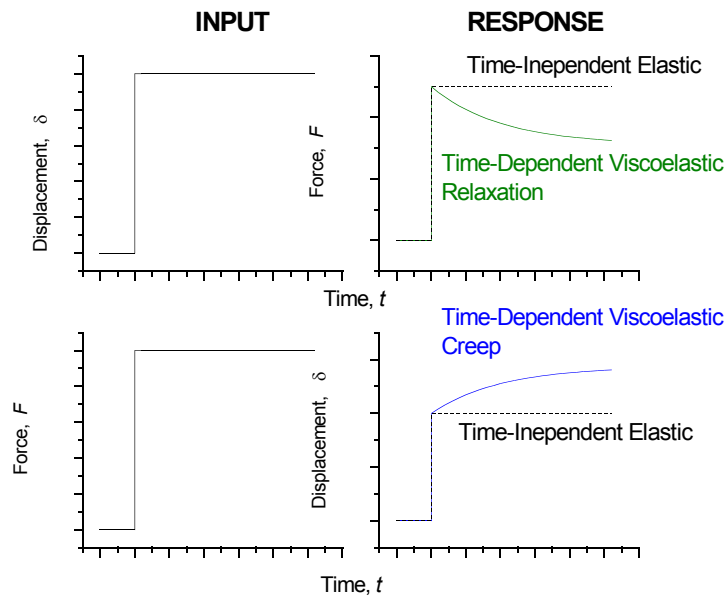 INPUT
RESPONSE
Displacement, δ
Force, F
Time-Inependent Elastic
Time-Dependent Viscoelastic
Relaxation
Time, t
Force, F
Displacement, δ
Time-Dependent Viscoelastic
Creep
Time-Inependent Elastic
Time, t